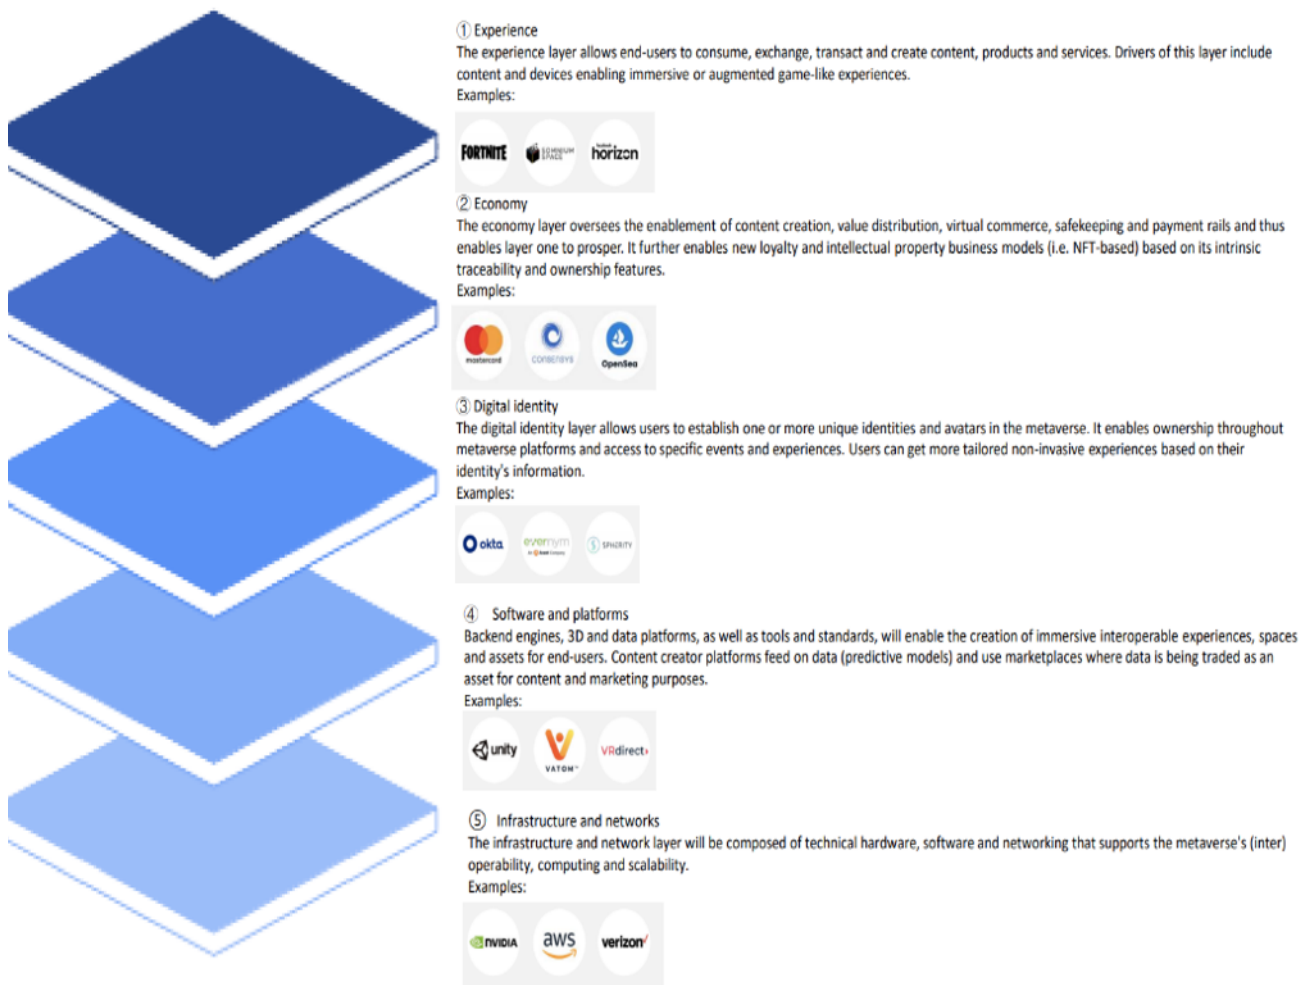 ① Experience
The experience layer allows end-users to consume, exchange, transact and create content, products and services. Drivers of this layer include
content and devices enabling immersive or augmented game-like experiences.
Examples:
FORTNITE
SOMNIUM
SPACE
horizon
② Economy
The economy layer oversees the enablement of content creation, value distribution, virtual commerce, safekeeping and payment rails and thus
enables layer one to prosper. It further enables new loyalty and intellectual property business models (i.e. NFT-based) based on its intrinsic
traceability and ownership features.
Examples:
mastercard
CONSENSYS
OpenSea
③ Digital identity
The digital identity layer allows users to establish one or more unique identities and avatars in the metaverse. It enables ownership throughout
metaverse platforms and access to specific events and experiences. Users can get more tailored non-invasive experiences based on their
identity's information.
Examples:
okta
evernym
SPHERITY
④ Software and platforms
Backend engines, 3D and data platforms, as well as tools and standards, will enable the creation of immersive interoperable experiences, spaces
and assets for end-users. Content creator platforms feed on data (predictive models) and use marketplaces where data is being traded as an
asset for content and marketing purposes.
Examples:
unity
VATOM™
VRdirect
⑤ Infrastructure and networks
The infrastructure and network layer will be composed of technical hardware, software and networking that supports the metaverse's (inter)
operability, computing and scalability.
Examples:
NVIDIA
aws
verizon